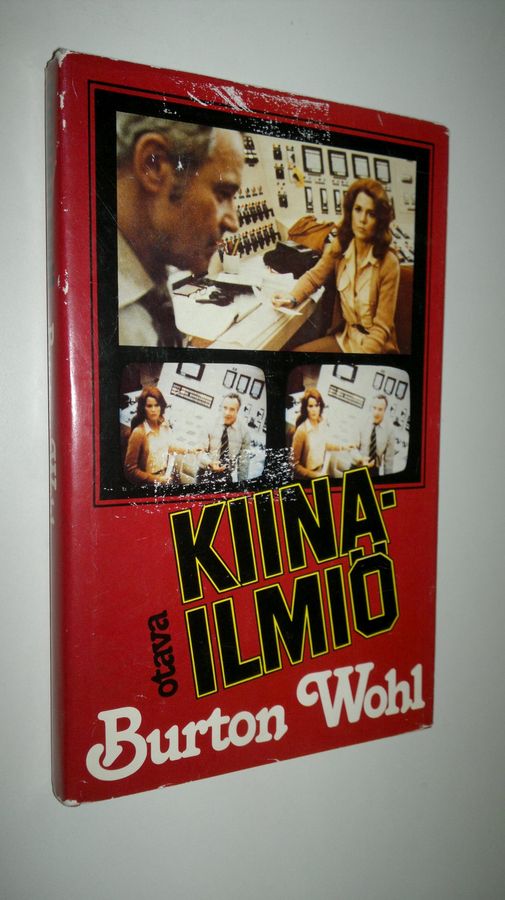 KIINA-
ILMIÖ
otava
Burton Wohl